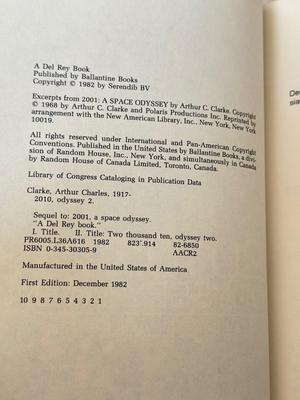 A Del Rey Book
Published by Ballantine Books
Copyright © 1982 by Serendib BV
Excerpts from 2001: A SPACE ODYSSEY by Arthur C. Clarke. Copyright
© 1968 by Arthur C. Clarke and Polaris Productions Inc. Reprinted by
arrangement with the New American Library, Inc., New York, New York
10019.
All rights reserved under International and Pan-American Copyright
Conventions. Published in the United States by Ballantine Books, a divi-
sion of Random House, Inc., New York, and simultaneously in Canada
by Random House of Canada Limited, Toronto, Canada.
Library of Congress Cataloging in Publication Data
Clarke, Arthur Charles, 1917-
2010, odyssey 2.
Sequel to: 2001, a space odyssey.
"A Del Rey book."
I. Title. II. Title: Two thousand ten, odyssey two.
PR6005.L36A616 1982 823'.914 82-6850
ISBN 0-345-30305-9 AACR2
Manufactured in the United States of America
First Edition: December 1982
10 9 8 7 6 5 4 3 2 1